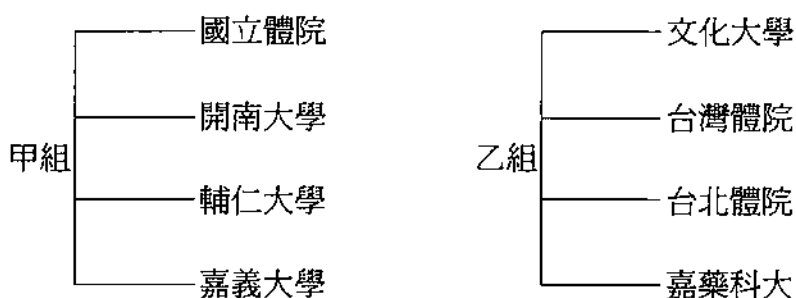 甲組
國立體院
開南大學
輔仁大學
嘉義大學
乙組
文化大學
台灣體院
台北體院
嘉藥科大